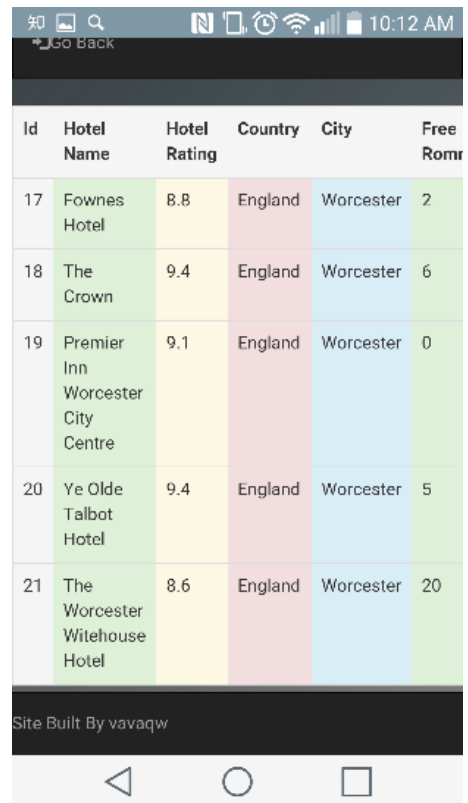 知 10:12 AM
Go Back
Id Hotel Name Hotel Rating Country City Free
17 Fownes Hotel 8.8 England Worcester 2
18 The Crown 9.4 England Worcester 6
19 Premier Inn Worcester City Centre 9.1 England Worcester 0
20 Ye Olde Talbot Hotel 9.4 England Worcester 5
21 The Worcester Witehouse Hotel 8.6 England Worcester 20
Site Built By vavaqw